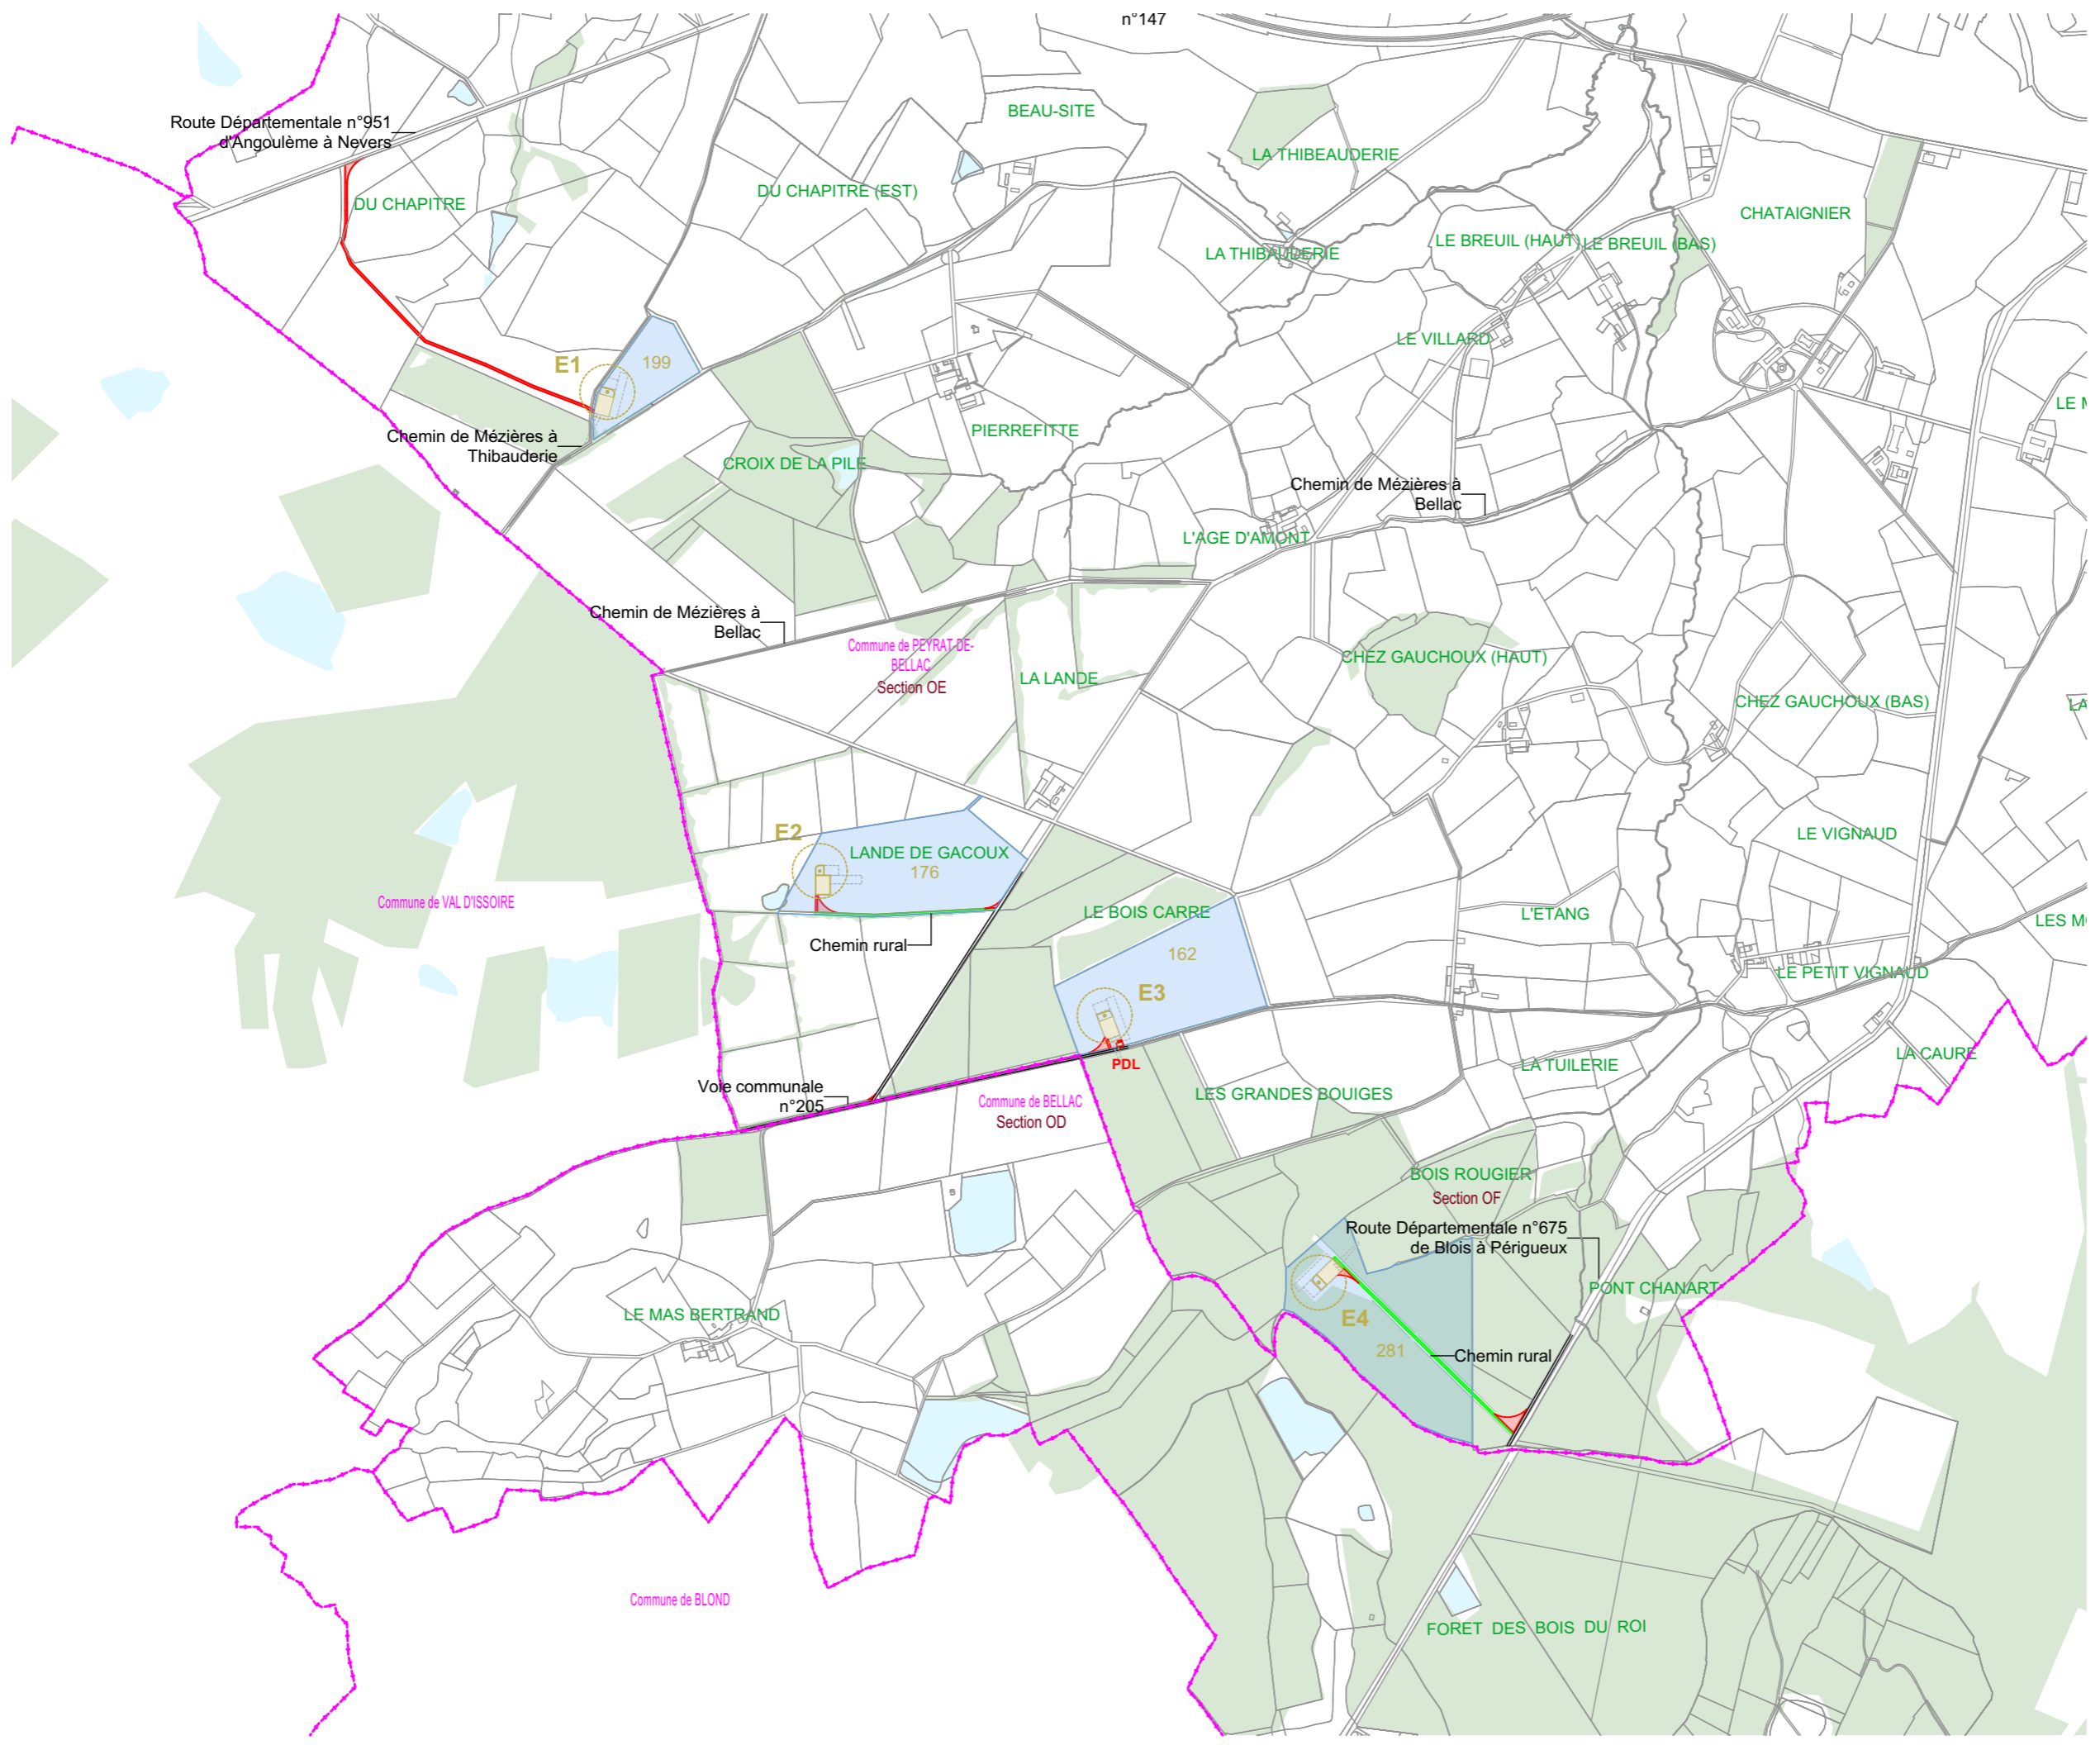 n°147
Route Départementale n°951
d'Angoulème à Nevers
BEAU-SITE
LA THIBEAUDERIE
DU CHAPITRE
DU CHAPITRE (EST)
CHATAIGNIER
LA THIBAUDERIE
LE BREUIL (HAUT)
LE BREUIL (BAS)
LE VILLARD
E1
199
Chemin de Mézières à
Thibauderie
PIERREFITTE
CROIX DE LA PILE
Chemin de Mézières à
Bellac
L'AGE D'AMONT
Chemin de Mézières à
Bellac
Commune de PEYRAT-DE-
BELLAC
Section OE
LA LANDE
CHEZ GAUCHOUX (HAUT)
CHEZ GAUCHOUX (BAS)
E2
LANDE DE GACOUX
176
LE VIGNAUD
Commune de VAL D'ISSOIRE
Chemin rural
LE BOIS CARRE
L'ETANG
162
LE PETIT VIGNAUD
E3
PDL
LA CAURE
LA TUILERIE
Voie communale
n°205
Commune de BELLAC
Section OD
LES GRANDES BOUIGES
BOIS ROUGIER
Section OF
Route Départementale n°675
de Blois à Périgueux
PONT CHANART
LE MAS BERTRAND
E4
281
Chemin rural
Commune de BLOND
FORET DES BOIS DU ROI